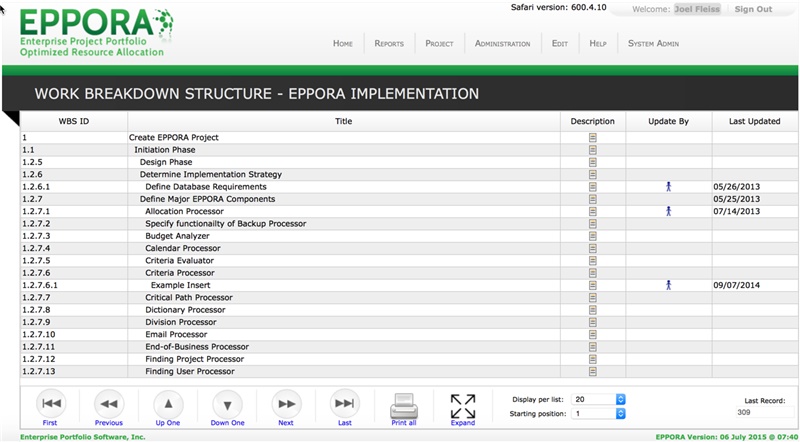 EPPORA
Enterprise Project Portfolio
Optimized Resource Allocation
Safari version: 600.4.10
Welcome: Joel Fleiss Sign Out
Home Reports Project Administration Edit Help System Admin
WORK BREAKDOWN STRUCTURE - EPPORA IMPLEMENTATION
WBS ID Title Description Update By Last Updated
1 Create EPPORA Project
1.1 Initiation Phase
1.2.5 Design Phase
1.2.6 Determine Implementation Strategy
1.2.6.1 Define Database Requirements 05/26/2013
1.2.7 Define Major EPPORA Components 05/25/2013
1.2.7.1 Allocation Processor 07/14/2013
1.2.7.2 Specify functionailty of Backup Processor
1.2.7.3 Budget Analyzer
1.2.7.4 Calendar Processor
1.2.7.5 Criteria Evaluator
1.2.7.6 Criteria Processor
1.2.7.6.1 Example Insert 09/07/2014
1.2.7.7 Critical Path Processor
1.2.7.8 Dictionary Processor
1.2.7.9 Division Processor
1.2.7.10 Email Processor
1.2.7.11 End-of-Business Processor
1.2.7.12 Finding Project Processor
1.2.7.13 Finding User Processor
First Previous Up One Down One Next Last Print all Expand
Display per list: 20
Starting position: 1
Last Record:
309
Enterprise Portfolio Software, Inc. EPPORA Version: 06 July 2015 @ 07:40